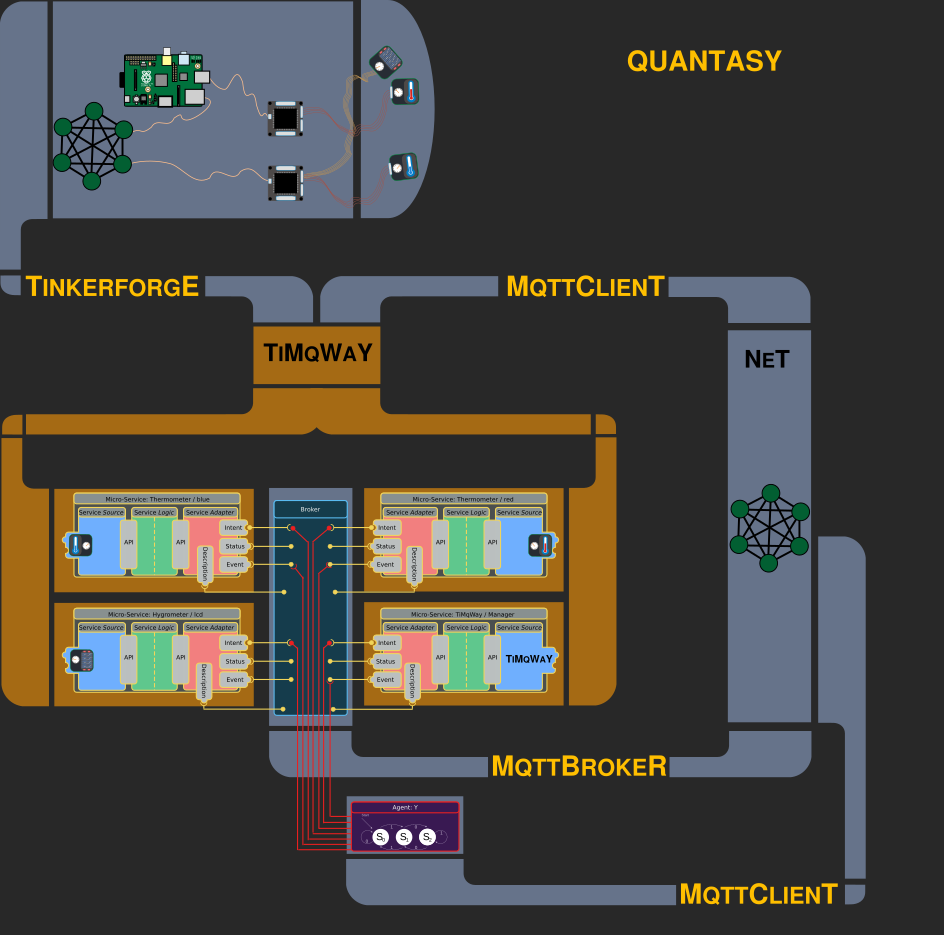 QUANTASY
TINKERFORGE
MQTTCLIENT
TIMQWAY
NET
Micro-Service: Thermometer / blue
Service Source
Service Logic
Service Adapter
API
API
Intent
Status
Event
Description
Broker
Micro-Service: Thermometer / red
Service Adapter
Service Logic
Service Source
Intent
Status
Event
API
API
Description
Micro-Service: Hygrometer / lcd
Service Source
Service Logic
Service Adapter
API
API
Intent
Status
Event
Description
Micro-Service: TiMqWay / Manager
Service Adapter
Service Logic
Service Source
Intent
Status
Event
API
API
Description
TIMQWAY
MQTTBROKER
Agent: Y
S0
S1
S2
MQTTCLIENT